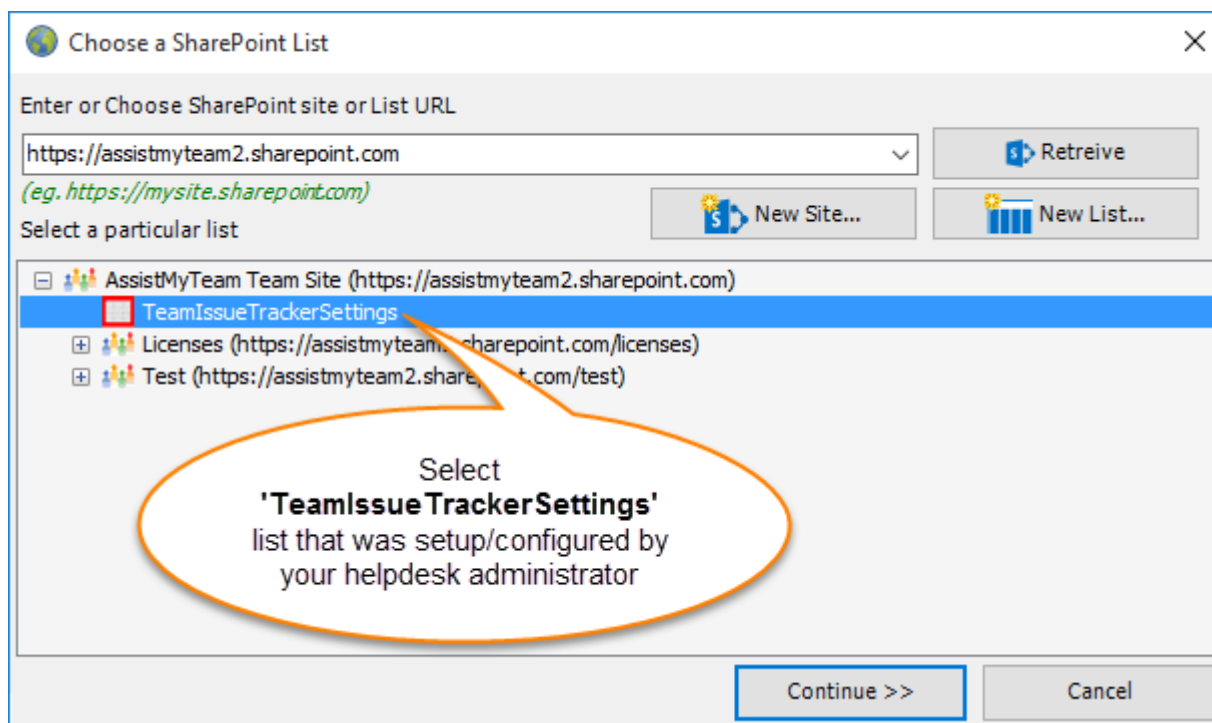 Choose a SharePoint List
Enter or Choose SharePoint site or List URL
https://assistmyteam2.sharepoint.com
Retreive
(eg. https://mysite.sharepoint.com)
New Site...
New List...
Select a particular list
AssistMyTeam Team Site (https://assistmyteam2.sharepoint.com)
TeamIssueTrackerSettings
Licenses (https://assistmyteam sharepoint.com/licenses)
Test (https://assistmyteam2.share t.com/test)
Select
'TeamIssueTrackerSettings'
list that was setup/configured by
your helpdesk administrator
Continue >>
Cancel